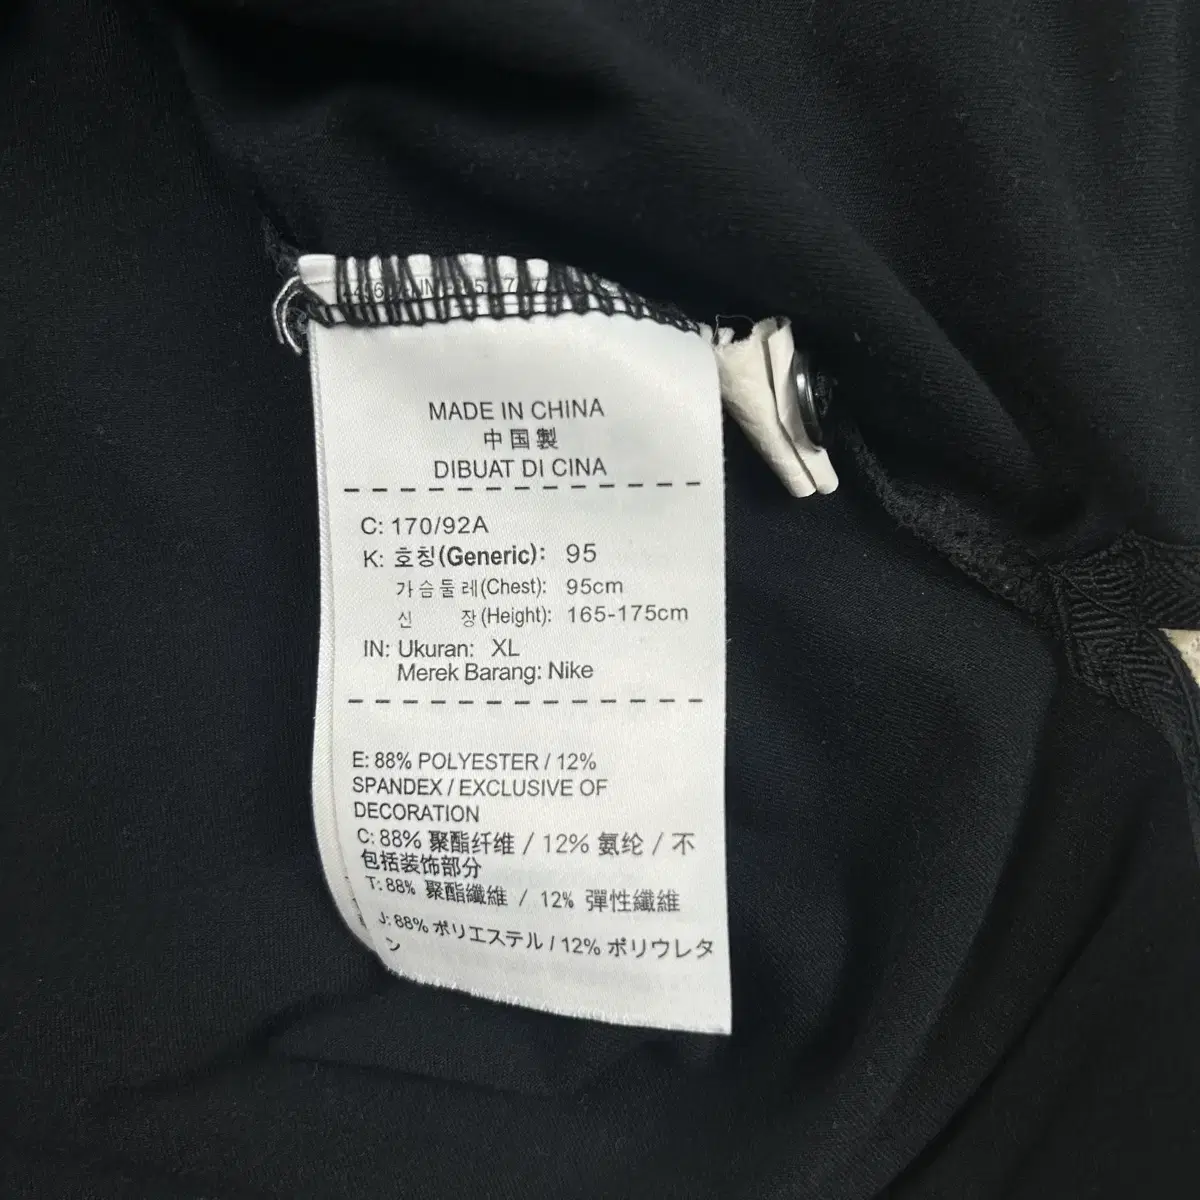 MADE IN CHINA
中国製
DIBUAT DI CINA
C: 170/92A
K: 호칭(Generic): 95
가슴둘레(Chest): 95cm
신 장(Height): 165-175cm
IN: Ukuran: XL
Merek Barang: Nike
E: 88% POLYESTER / 12%
SPANDEX / EXCLUSIVE OF
DECORATION
C: 88% 聚酯纤维 / 12% 氨纶 / 不
包括装饰部分
T: 88% 聚酯纖維 / 12% 彈性纖維
J: 88% ポリエステル / 12% ポリウレタ
ン